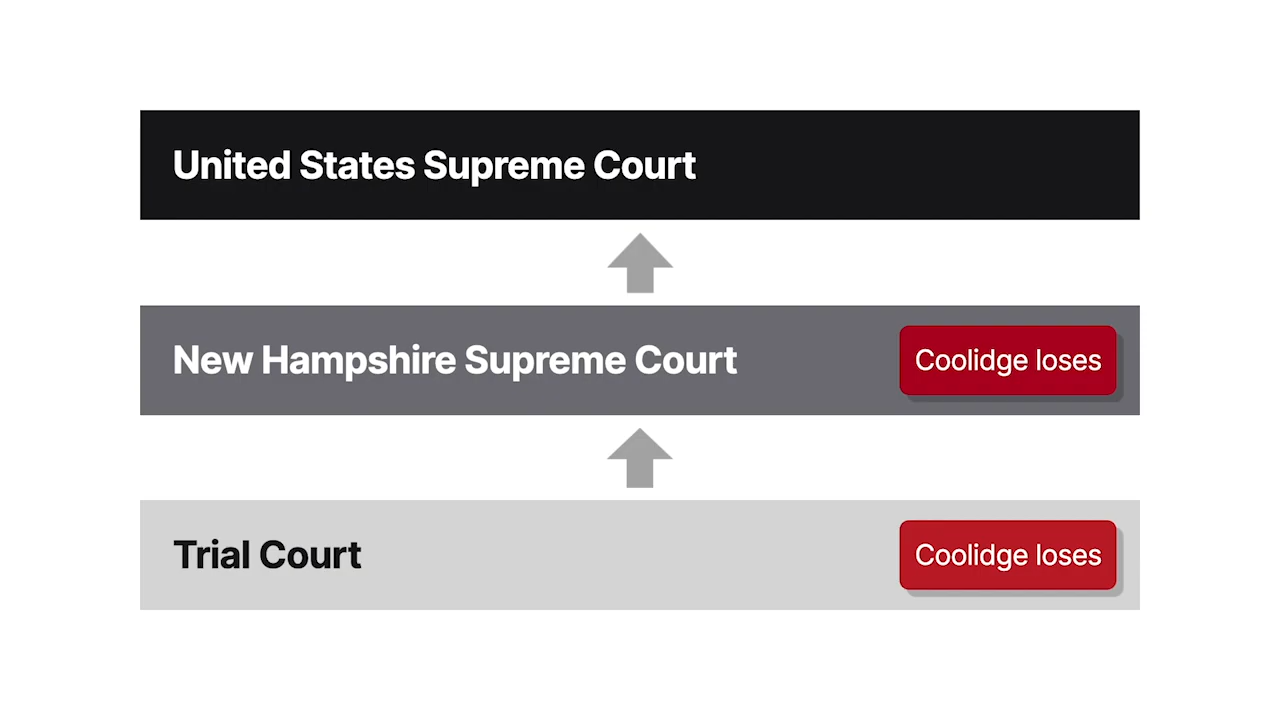 United States Supreme Court
New Hampshire Supreme Court
Coolidge loses
Trial Court
Coolidge loses